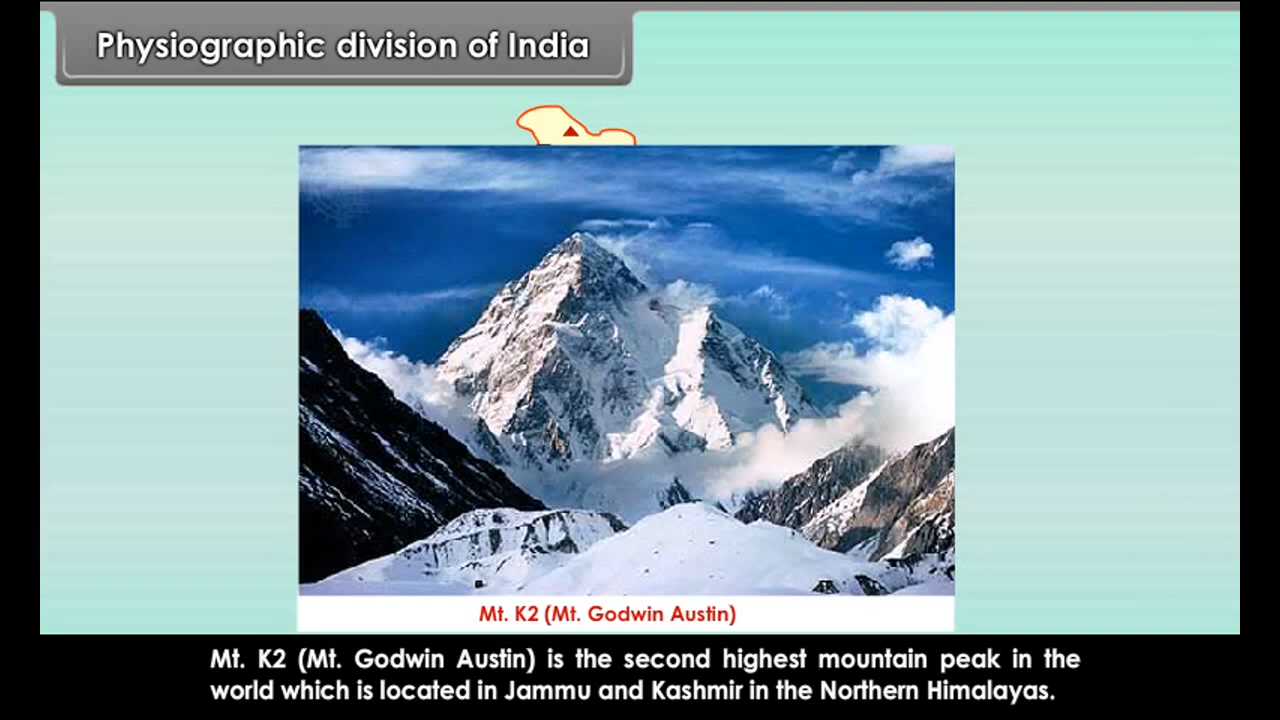 Physiographic division of India
Mt. K2 (Mt. Godwin Austin)
Mt. K2 (Mt. Godwin Austin) is the second highest mountain peak in the
world which is located in Jammu and Kashmir in the Northern Himalayas.